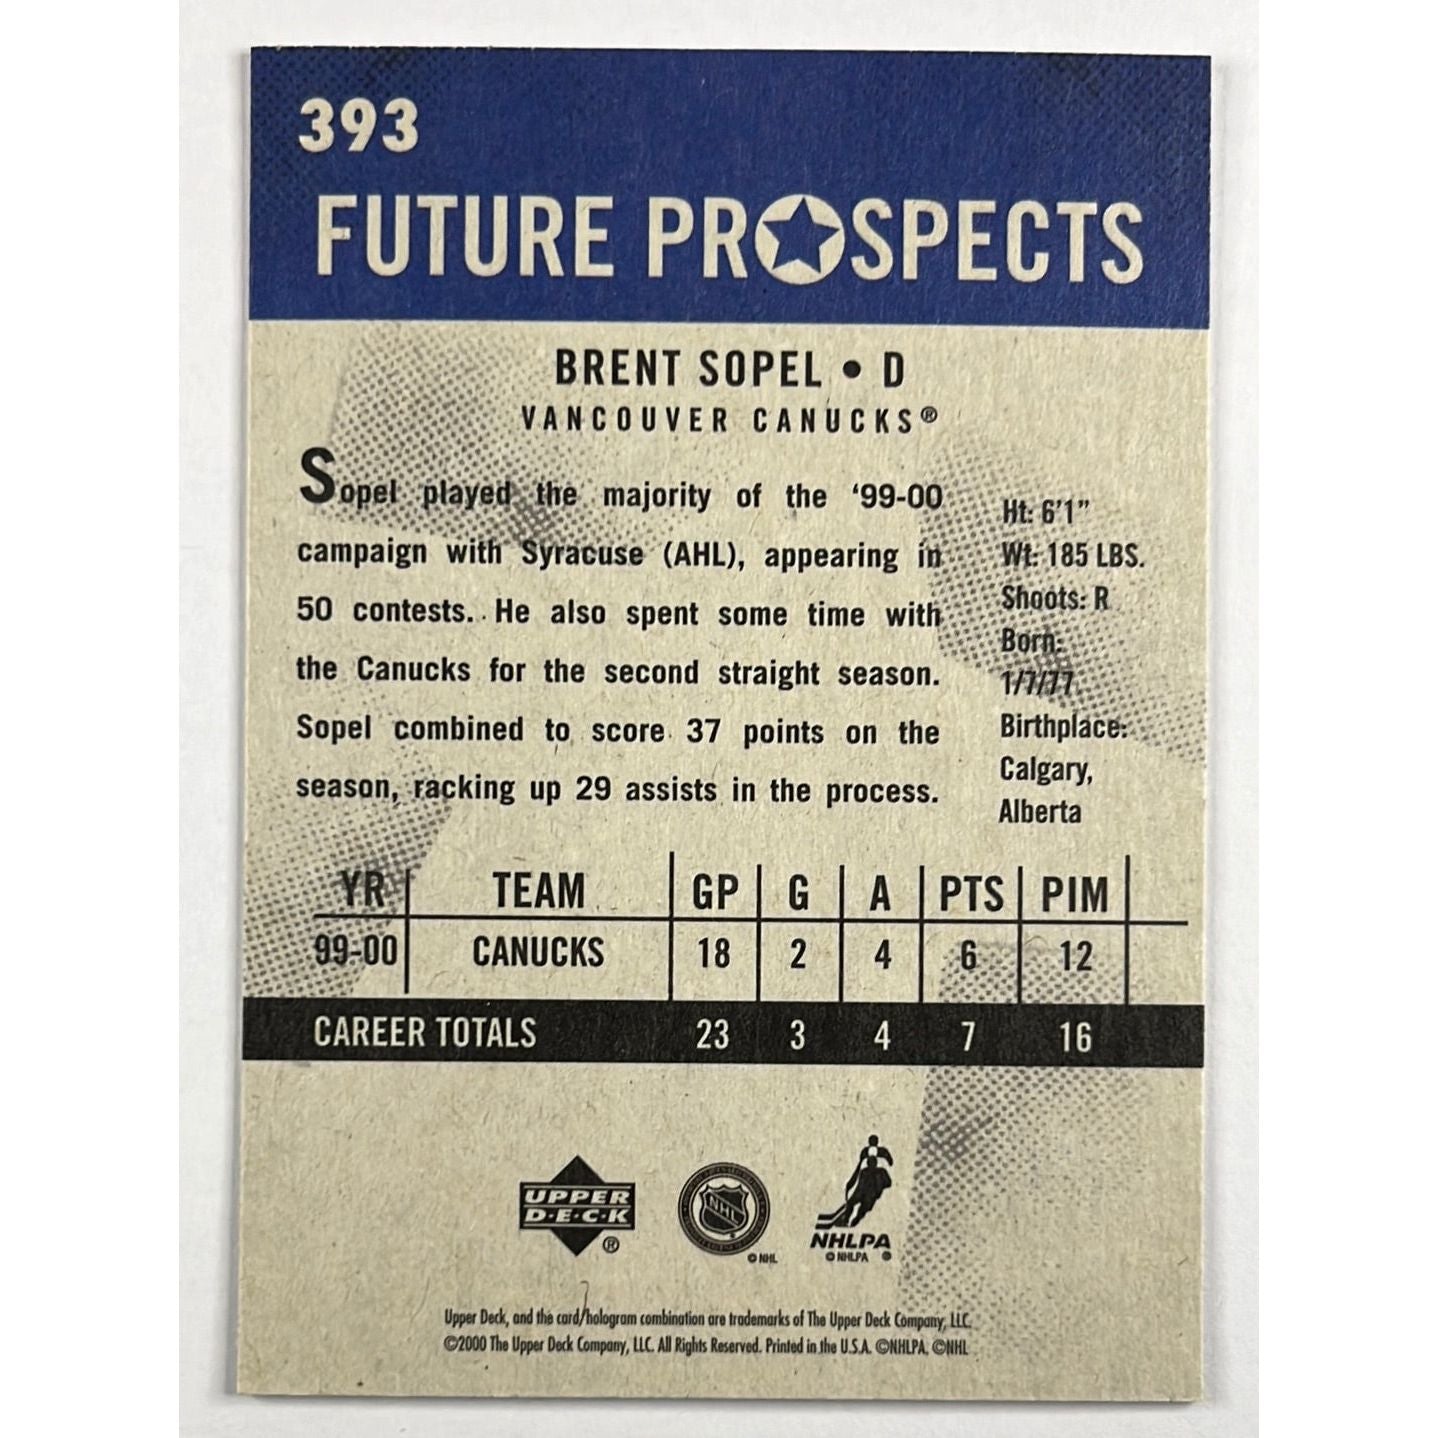 393
FUTURE PROSPECTS
BRENT SOPEL • D
VANCOUVER CANUCKS®
Sopel played the majority of the '99-00
campaign with Syracuse (AHL), appearing in
50 contests. He also spent some time with
the Canucks for the second straight season.
Sopel combined to score 37 points on the
season, racking up 29 assists in the process.
Ht: 6'1”
Wt: 185 LBS.
Shoots: R
Born:
1/7/77
Birthplace:
Calgary,
Alberta
YR TEAM GP G A PTS PIM
99-00 CANUCKS 18 2 4 6 12
CAREER TOTALS 23 3 4 7 16
UPPER
D·E·C·K
®
NHL
© NHL
NHLPA
© NHLPA ®
Upper Deck, and the card/hologram combination are trademarks of The Upper Deck Company, LLC.
©2000 The Upper Deck Company, LLC. All Rights Reserved. Printed in the U.S.A. ©NHLPA, ©NHL